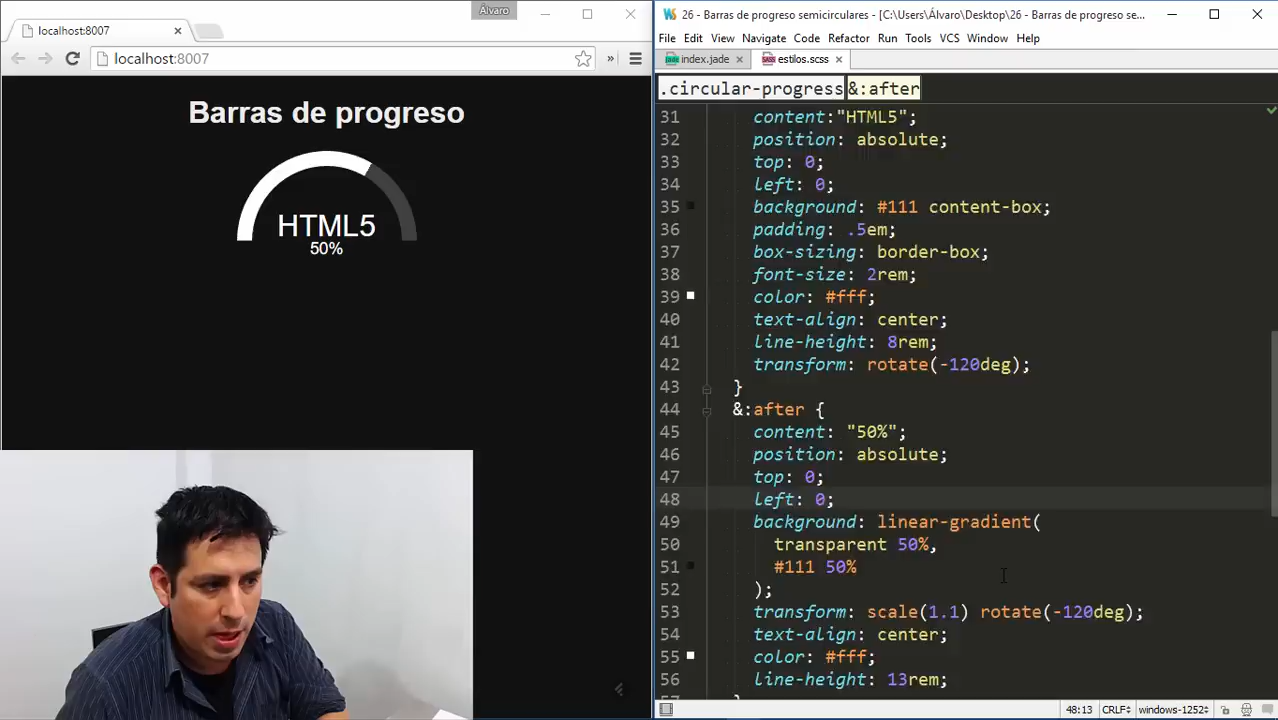 Álvaro
localhost:8007
localhost:8007
Barras de progreso
HTML5
50%
26 - Barras de progreso semicirculares - [C:\Users\Álvaro\Desktop\26 - Barras de progreso se...
File Edit View Navigate Code Refactor Run Tools VCS Window Help
index.jade estilos.scss
.circular-progress &:after
31 content:"HTML5";
32 position: absolute;
33 top: 0;
34 left: 0;
35 background: #111 content-box;
36 padding: .5em;
37 box-sizing: border-box;
38 font-size: 2rem;
39 color: #fff;
40 text-align: center;
41 line-height: 8rem;
42 transform: rotate(-120deg);
43 }
44 &:after {
45 content: "50%";
46 position: absolute;
47 top: 0;
48 left: 0;
49 background: linear-gradient(
50 transparent 50%,
51 #111 50%
52 );
53 transform: scale(1.1) rotate(-120deg);
54 text-align: center;
55 color: #fff;
56 line-height: 13rem;
57 }
48:13 CRLF windows-1252